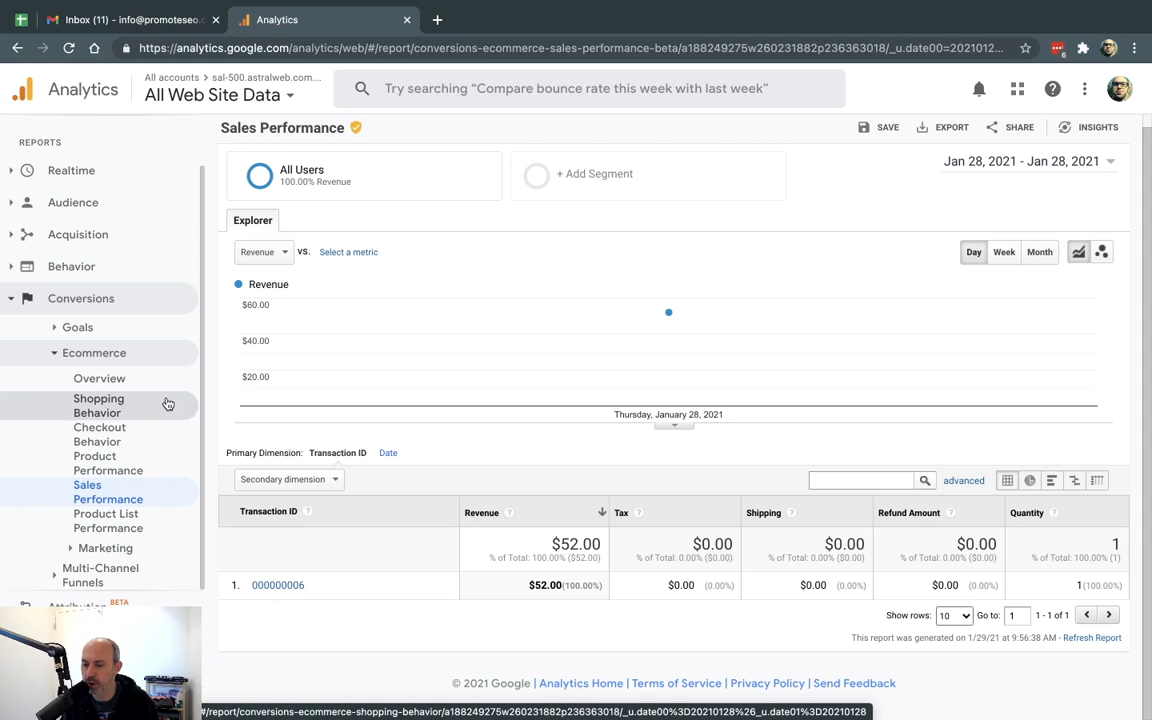 Inbox (11) - info@promoteseo.c
Analytics
https://analytics.google.com/analytics/web/#/report/conversions-ecommerce-sales-performance-beta/a188249275w260231882p236363018/_u.date00=2021012...
6
Analytics
All accounts > sal-500.astralweb.com....
All Web Site Data
Try searching “Compare bounce rate this week with last week”
REPORTS
Realtime
Audience
Acquisition
Behavior
Conversions
Goals
Ecommerce
Overview
Shopping
Behavior
Checkout
Behavior
Product
Performance
Sales
Performance
Product List
Performance
Marketing
Multi-Channel
Funnels
Attribution BETA
Sales Performance
SAVE
EXPORT
SHARE
INSIGHTS
All Users
100.00% Revenue
+ Add Segment
Jan 28, 2021 - Jan 28, 2021
Explorer
Revenue
VS.
Select a metric
Day
Week
Month
Revenue
$60.00
$40.00
$20.00
Thursday, January 28, 2021
Primary Dimension: Transaction ID Date
Secondary dimension
advanced
Transaction ID
Revenue
Tax
Shipping
Refund Amount
Quantity
$52.00
% of Total: 100.00% ($52.00)
$0.00
% of Total: 0.00% ($0.00)
$0.00
% of Total: 0.00% ($0.00)
$0.00
% of Total: 0.00% ($0.00)
1
% of Total: 100.00% (1)
1. 000000006 $52.00(100.00%) $0.00 (0.00%) $0.00 (0.00%) $0.00 (0.00%) 1(100.00%)
Show rows: 10 Go to: 1 1 - 1 of 1
This report was generated on 1/29/21 at 9:56:38 AM - Refresh Report
© 2021 Google | Analytics Home | Terms of Service | Privacy Policy | Send Feedback
#/report/conversions-ecommerce-shopping-behavior/a188249275w260231882p236363018/_u.date00%3D20210128%26_u.date01%3D20210128